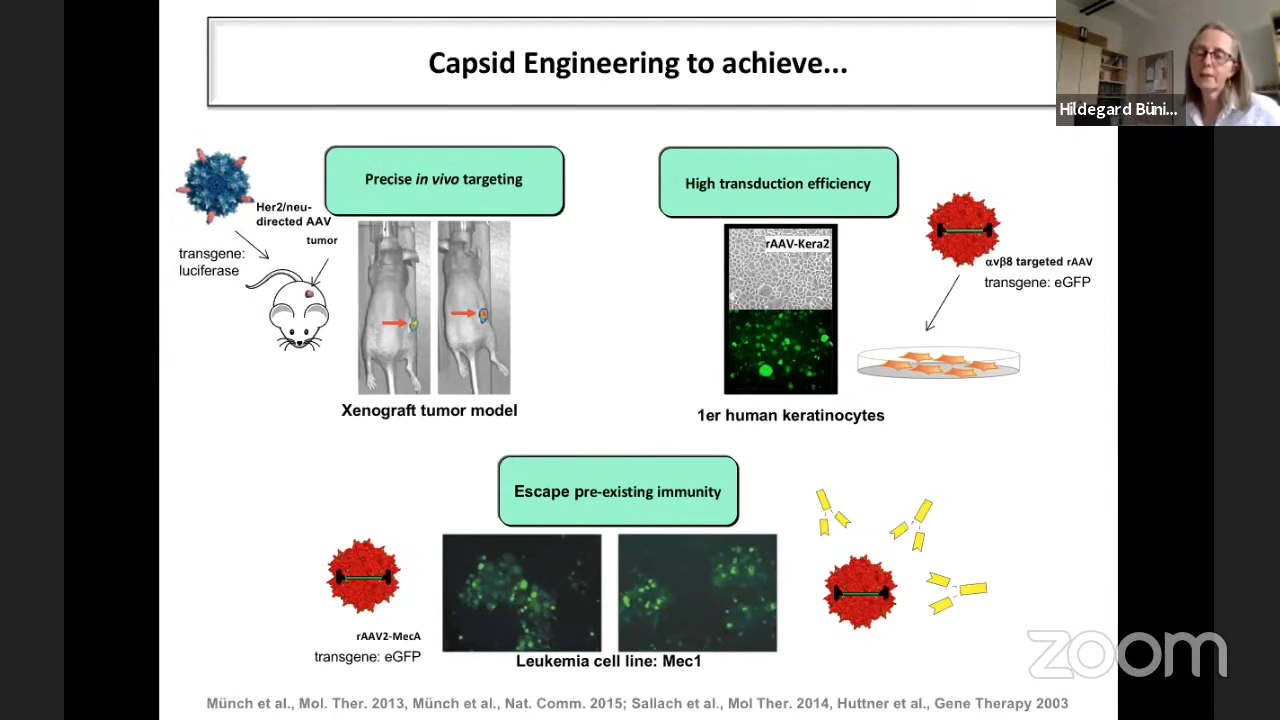 Capsid Engineering to achieve...
Hildegard Büni...
Precise in vivo targeting
High transduction efficiency
Her2/neu-
directed AAV
tumor
transgene:
luciferase
rAAV-Kera2
αvβ8 targeted rAAV
transgene: eGFP
Xenograft tumor model
1er human keratinocytes
Escape pre-existing immunity
rAAV2-MecA
transgene: eGFP
Leukemia cell line: Mec1
zoom
Münch et al., Mol. Ther. 2013, Münch et al., Nat. Comm. 2015; Sallach et al., Mol Ther. 2014, Huttner et al., Gene Therapy 2003